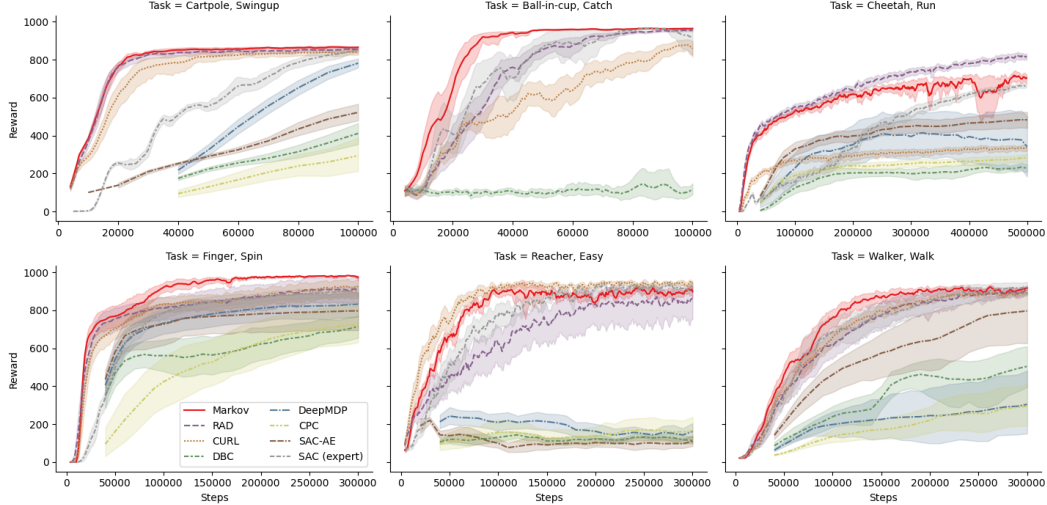 Task = Cartpole, Swingup
Task = Ball-in-cup, Catch
Task = Cheetah, Run
Reward
1000
800
600
400
200
0
0
20000
40000
60000
80000
100000
20000
40000
60000
80000
100000
0
100000
200000
300000
400000
500000
Task = Finger, Spin
Task = Reacher, Easy
Task = Walker, Walk
Reward
1000
800
600
400
200
0
Markov
RAD
CURL
DBC
DeepMDP
CPC
SAC-AE
SAC (expert)
0
50000
100000
150000
200000
250000
300000
0
50000
100000
150000
200000
250000
300000
0
100000
200000
300000
400000
500000
Steps
Steps
Steps